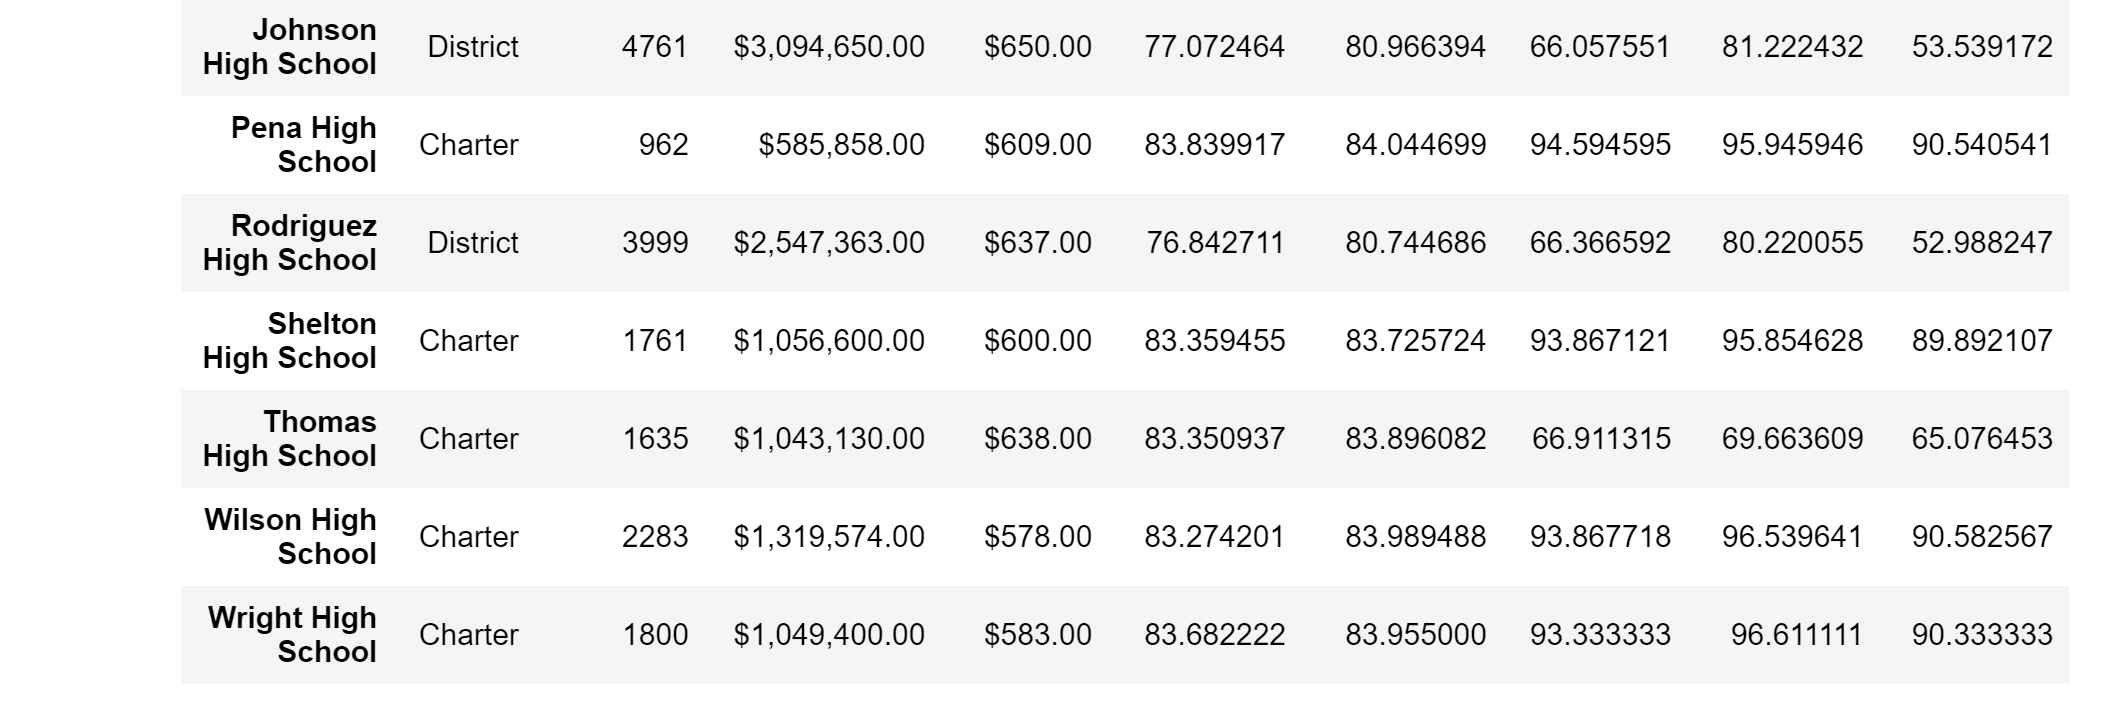 Johnson
High School District 4761 $3,094,650.00 $650.00 77.072464 80.966394 66.057551 81.222432 53.539172
Pena High
School Charter 962 $585,858.00 $609.00 83.839917 84.044699 94.594595 95.945946 90.540541
Rodriguez
High School District 3999 $2,547,363.00 $637.00 76.842711 80.744686 66.366592 80.220055 52.988247
Shelton
High School Charter 1761 $1,056,600.00 $600.00 83.359455 83.725724 93.867121 95.854628 89.892107
Thomas
High School Charter 1635 $1,043,130.00 $638.00 83.350937 83.896082 66.911315 69.663609 65.076453
Wilson High
School Charter 2283 $1,319,574.00 $578.00 83.274201 83.989488 93.867718 96.539641 90.582567
Wright High
School Charter 1800 $1,049,400.00 $583.00 83.682222 83.955000 93.333333 96.611111 90.333333